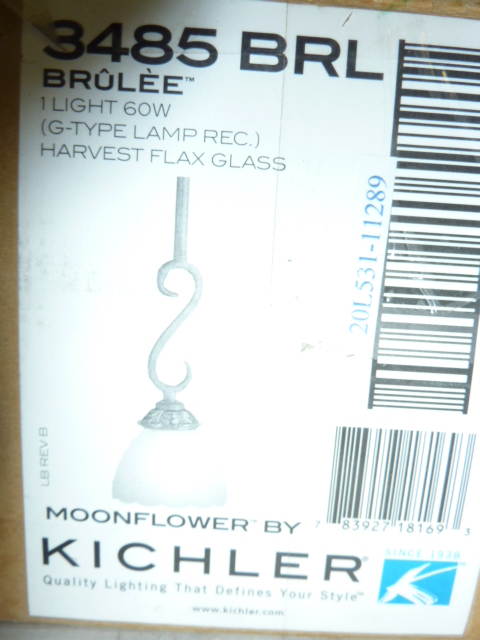 3485 BRL
BRÛLÈE™
1 LIGHT 60W
(G-TYPE LAMP REC.)
HARVEST FLAX GLASS
20L531-11289
LB REV B
MOONFLOWER™ BY
7 83927 18169 3
KICHLER®
SINCE 1938
Quality Lighting That Defines Your Style™
www.kichler.com